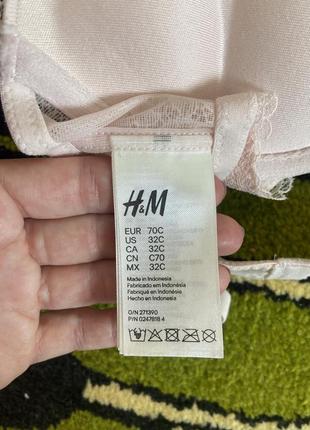 H&M
EUR 70C
US 32C
CA 32C
CN C70
MX 32C
Made in Indonesia
Fabricado em Indonésia
Fabriqué en Indonésie
Hecho en Indonesia
O/N 271390
P/N 0247818 4